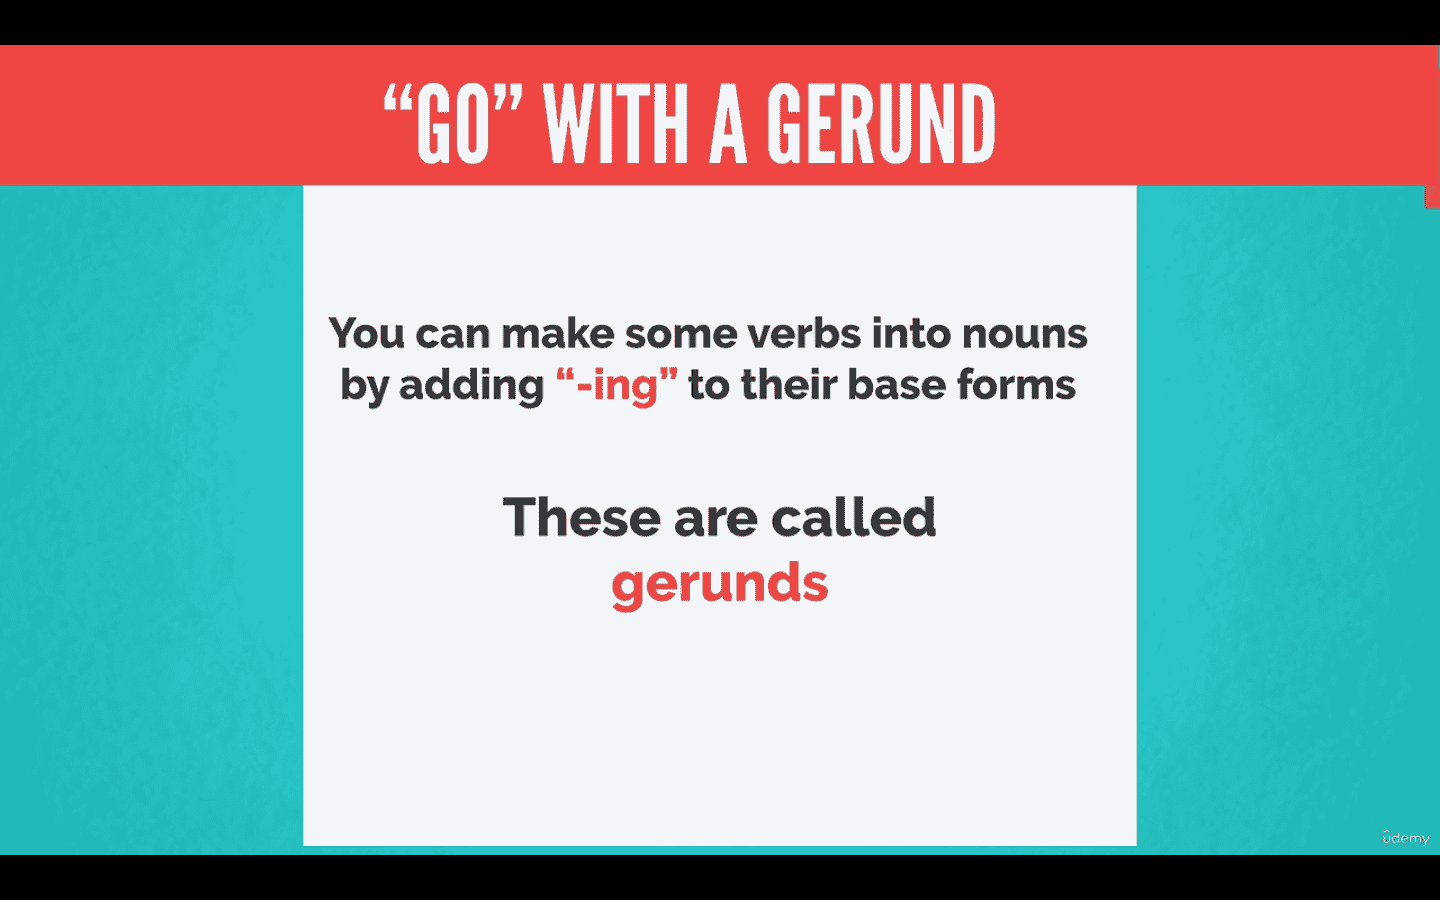 “GO” WITH A GERUND
You can make some verbs into nouns
by adding “-ing” to their base forms
These are called
gerunds
ûdemy